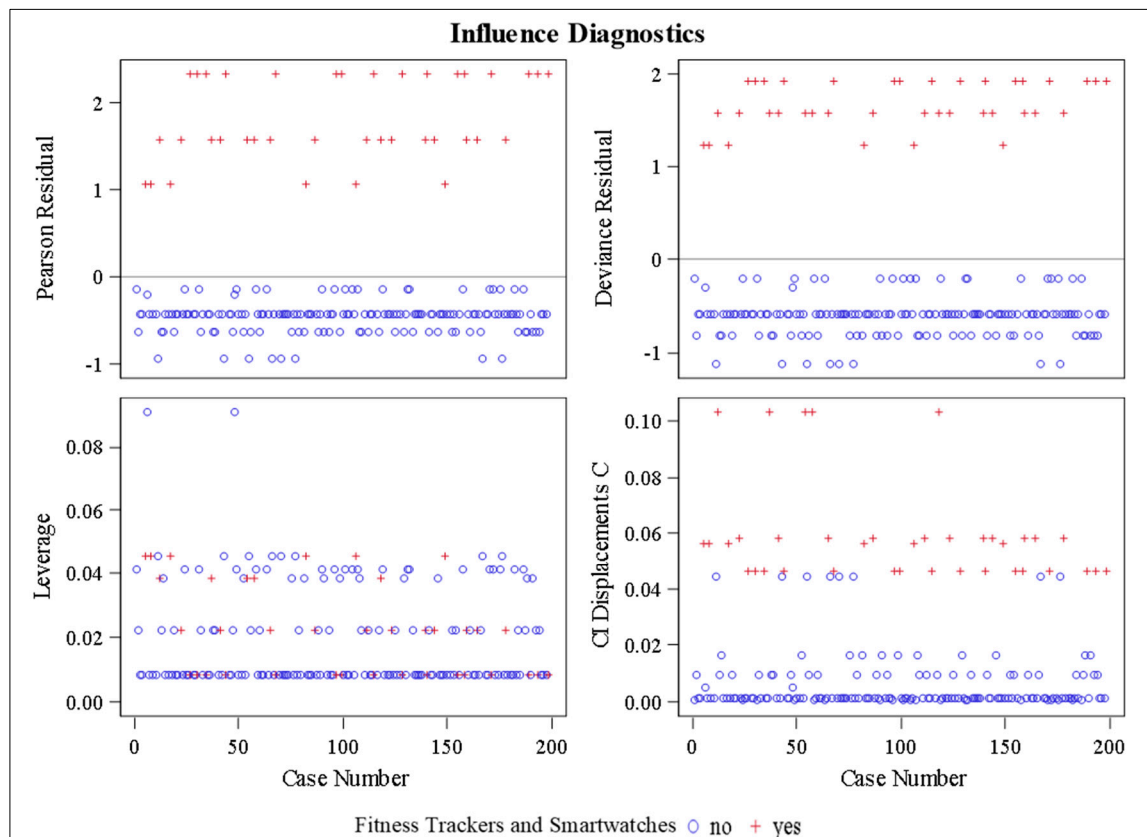 Influence Diagnostics
Pearson Residual
2
1
0
-1
Deviance Residual
2
1
0
-1
Leverage
0.08
0.06
0.04
0.02
0.00
0 50 100 150 200
Case Number
CI Displacements C
0.10
0.08
0.06
0.04
0.02
0.00
0 50 100 150 200
Case Number
Fitness Trackers and Smartwatches no yes